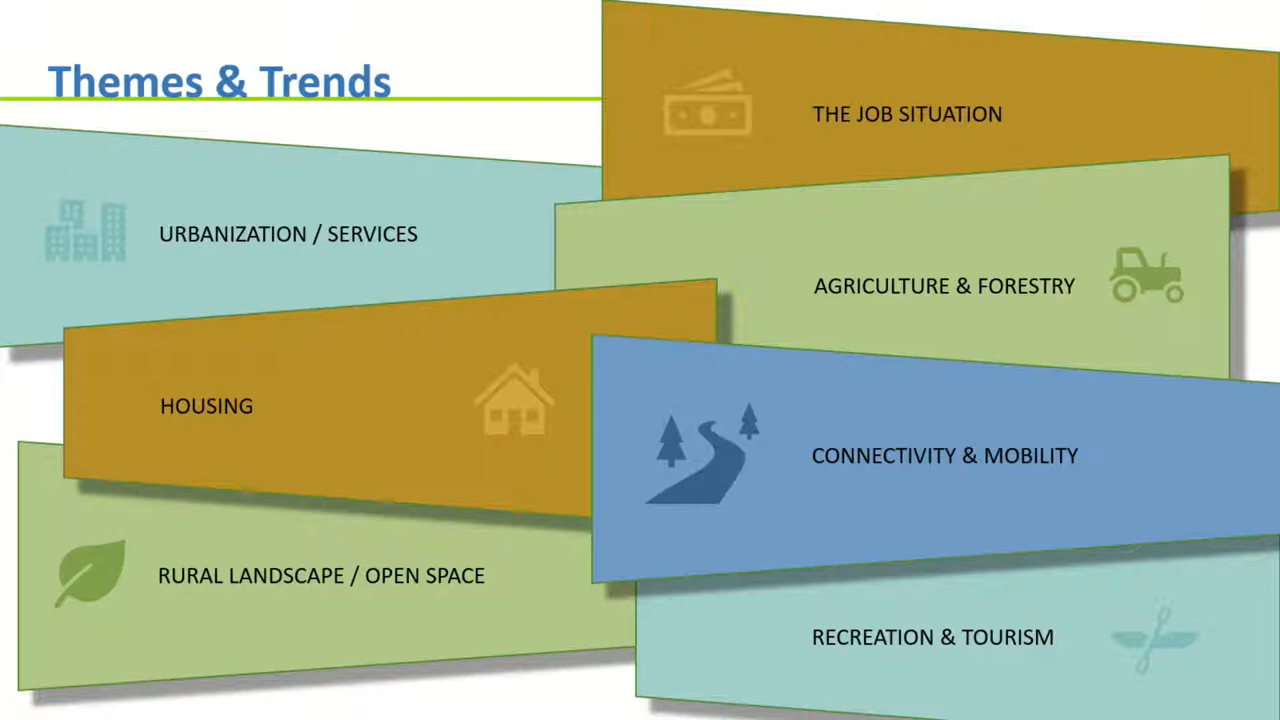 Themes & Trends
THE JOB SITUATION
URBANIZATION / SERVICES
AGRICULTURE & FORESTRY
HOUSING
CONNECTIVITY & MOBILITY
RURAL LANDSCAPE / OPEN SPACE
RECREATION & TOURISM